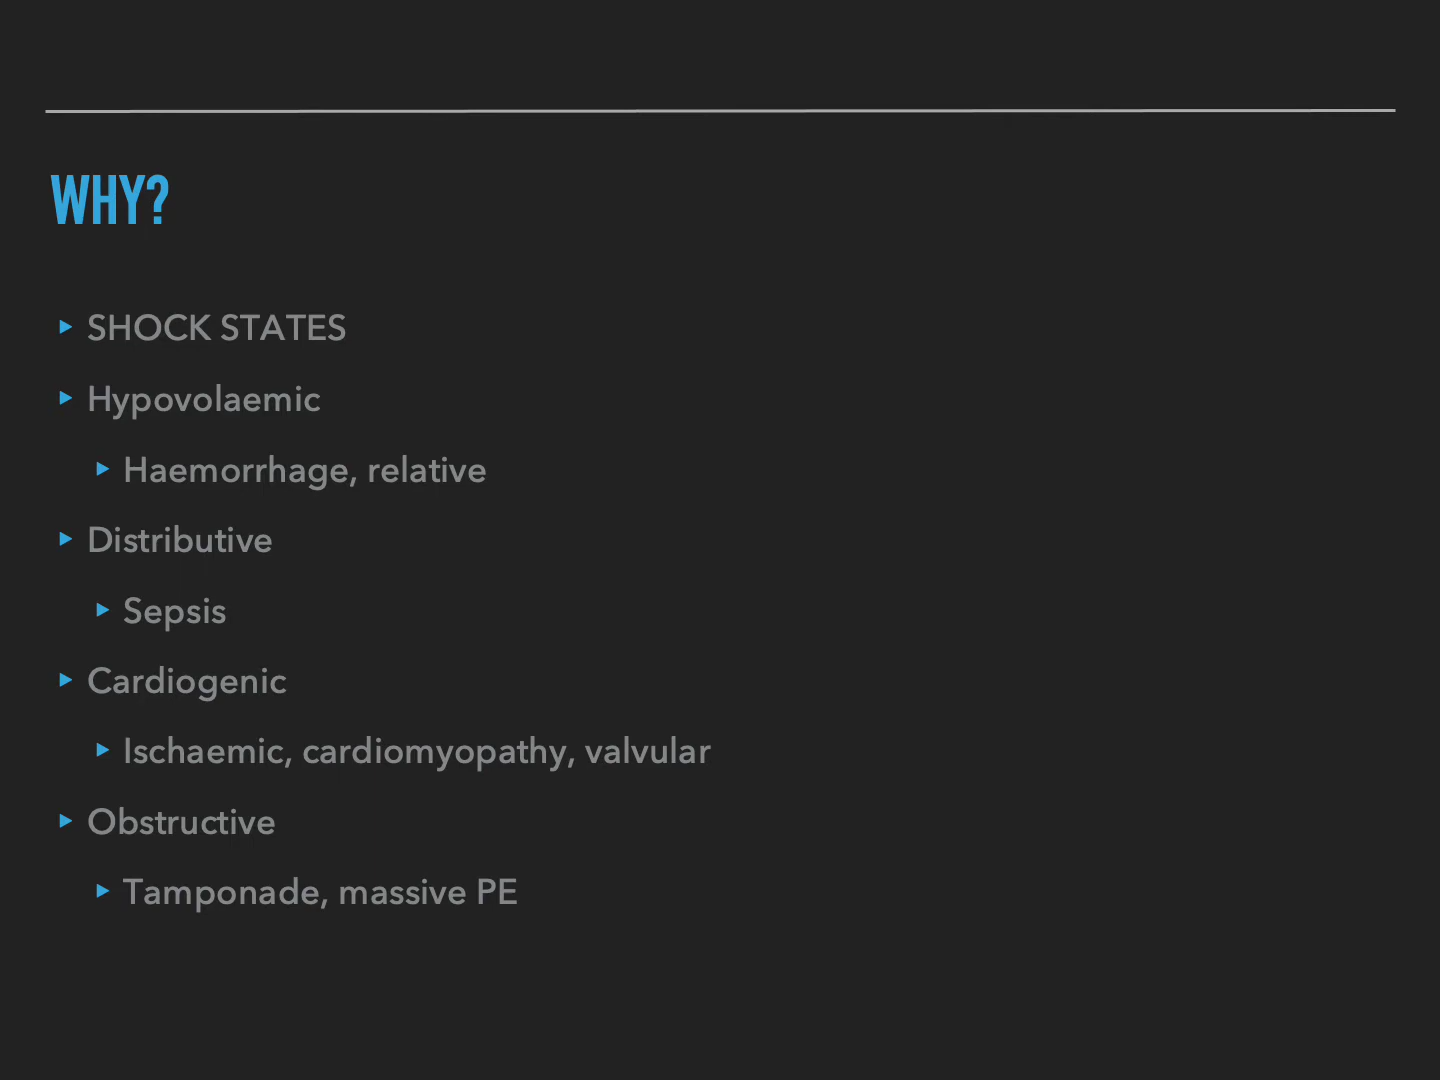 WHY?
SHOCK STATES
Hypovolaemic
Haemorrhage, relative
Distributive
Sepsis
Cardiogenic
Ischaemic, cardiomyopathy, valvular
Obstructive
Tamponade, massive PE